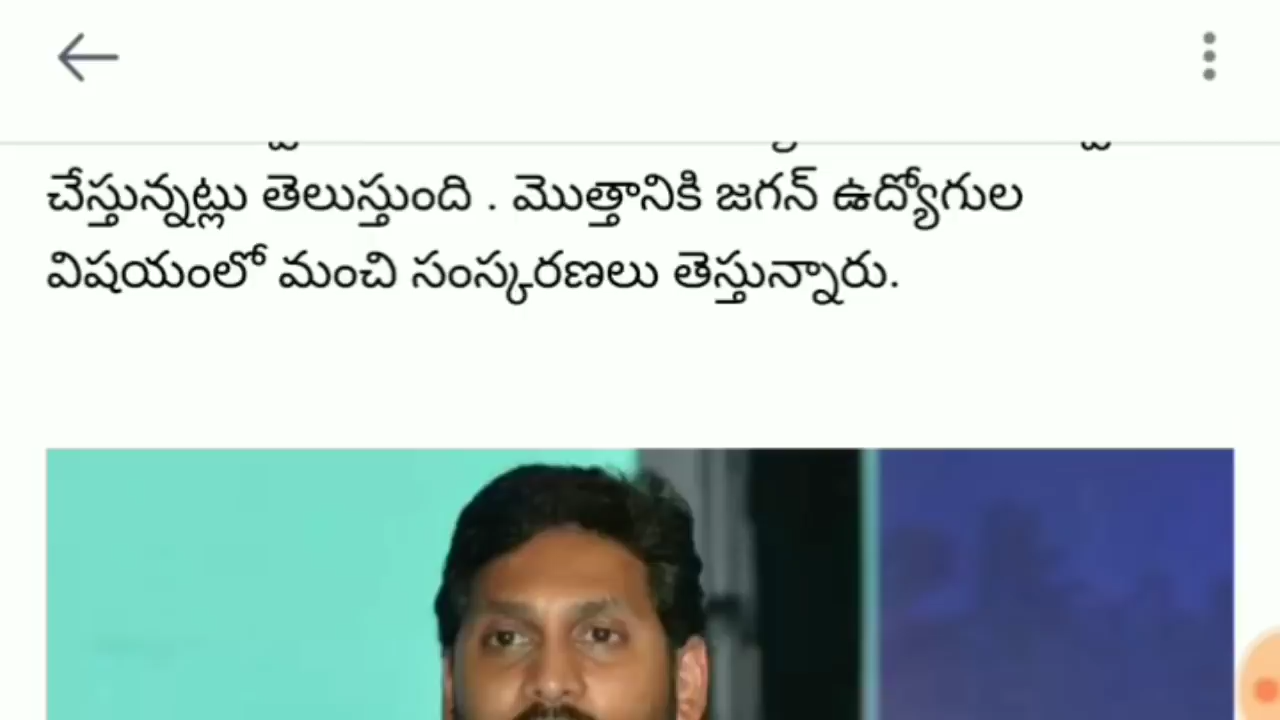 చేస్తున్నట్లు తెలుస్తుంది . మొత్తానికి జగన్ ఉద్యోగుల
విషయంలో మంచి సంస్కరణలు తెస్తున్నారు.